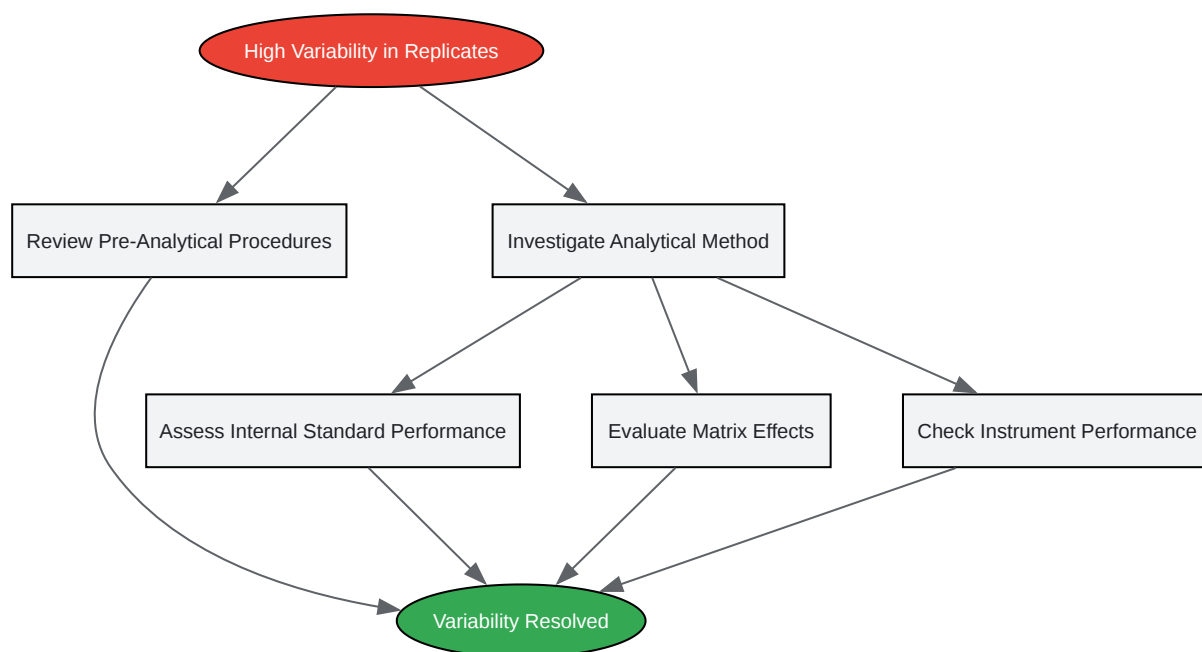 High Variability in Replicates
Review Pre-Analytical Procedures
Investigate Analytical Method
Assess Internal Standard Performance
Evaluate Matrix Effects
Check Instrument Performance
Variability Resolved